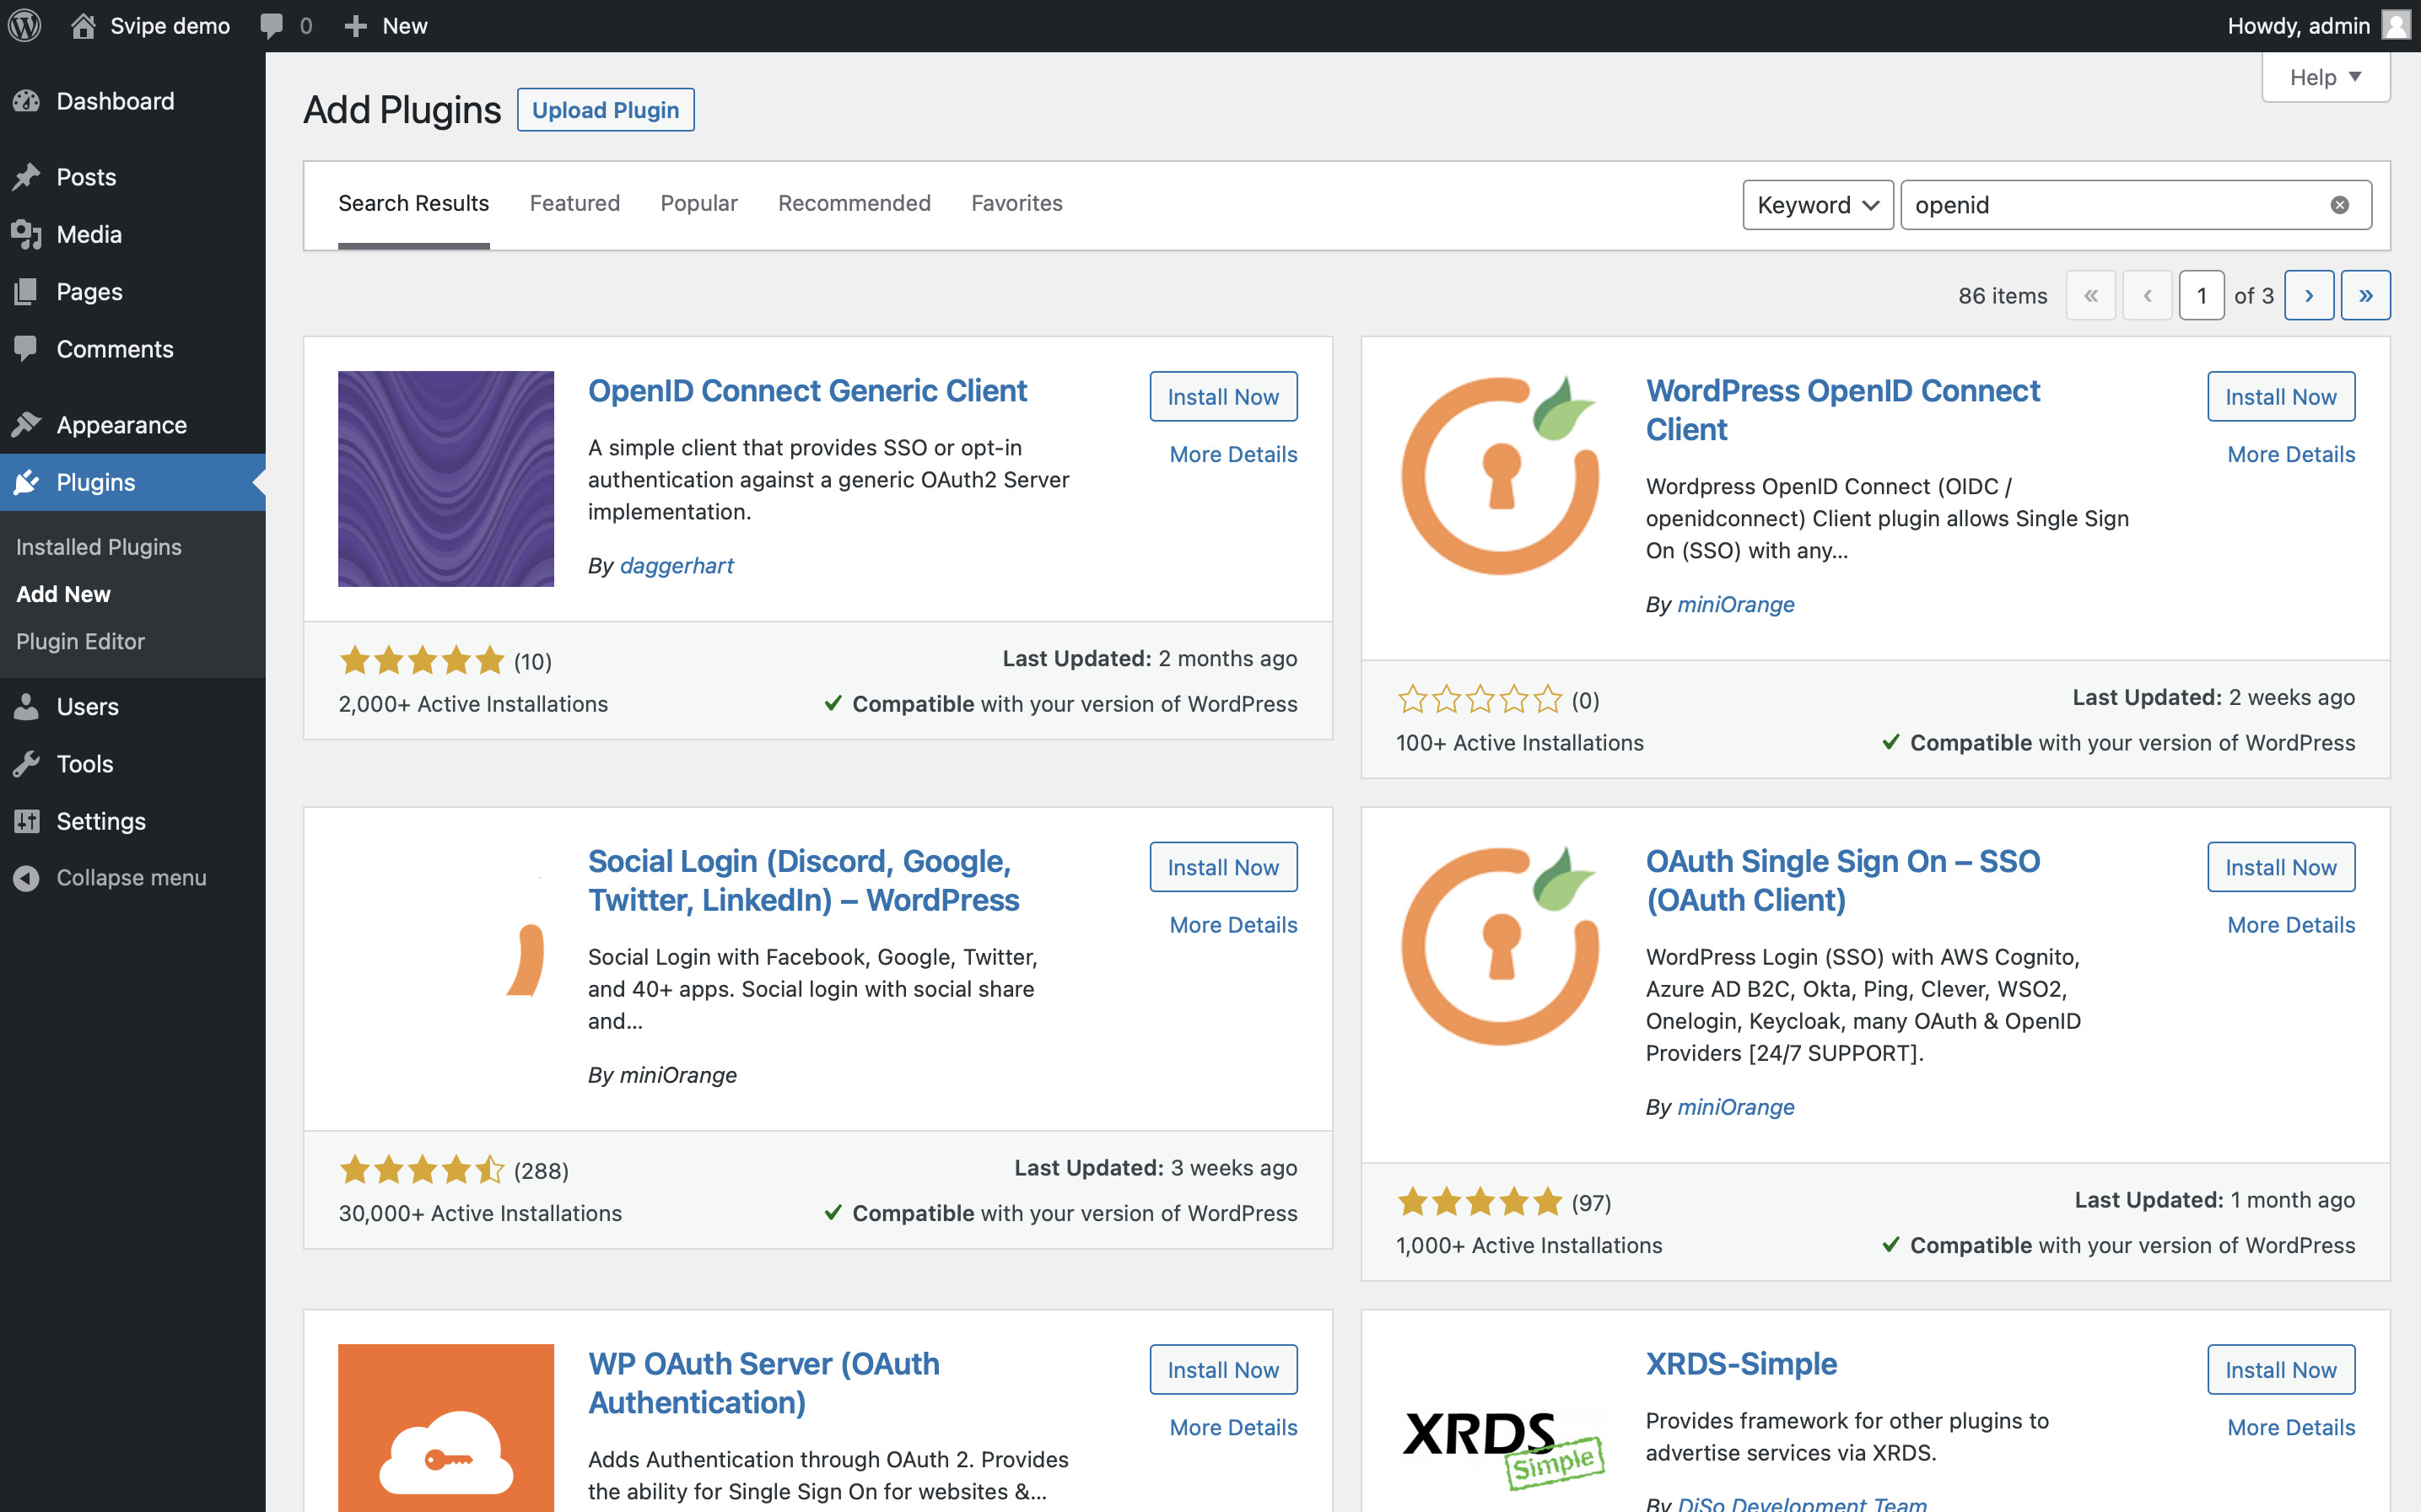 Svipe demo
0
New
Howdy, admin
Dashboard
Posts
Media
Pages
Comments
Appearance
Plugins
Installed Plugins
Add New
Plugin Editor
Users
Tools
Settings
Collapse menu
Help
Add Plugins
Upload Plugin
Search Results
Featured
Popular
Recommended
Favorites
Keyword
openid
86 items
«
‹
1
of 3
›
»
OpenID Connect Generic Client
Install Now
More Details
A simple client that provides SSO or opt-in
authentication against a generic OAuth2 Server
implementation.
By daggerhart
(10)
Last Updated: 2 months ago
2,000+ Active Installations
Compatible with your version of WordPress
WordPress OpenID Connect
Client
Install Now
More Details
Wordpress OpenID Connect (OIDC /
openidconnect) Client plugin allows Single Sign
On (SSO) with any...
By miniOrange
(0)
Last Updated: 2 weeks ago
100+ Active Installations
Compatible with your version of WordPress
Social Login (Discord, Google,
Twitter, LinkedIn) – WordPress
Install Now
More Details
Social Login with Facebook, Google, Twitter,
and 40+ apps. Social login with social share
and...
By miniOrange
(288)
Last Updated: 3 weeks ago
30,000+ Active Installations
Compatible with your version of WordPress
OAuth Single Sign On – SSO
(OAuth Client)
Install Now
More Details
WordPress Login (SSO) with AWS Cognito,
Azure AD B2C, Okta, Ping, Clever, WSO2,
Onelogin, Keycloak, many OAuth & OpenID
Providers [24/7 SUPPORT].
By miniOrange
(97)
Last Updated: 1 month ago
1,000+ Active Installations
Compatible with your version of WordPress
WP OAuth Server (OAuth
Authentication)
Install Now
More Details
Adds Authentication through OAuth 2. Provides
the ability for Single Sign On for websites &...
XRDS
Simple
XRDS-Simple
Install Now
More Details
Provides framework for other plugins to
advertise services via XRDS.
By DiSo Development Team